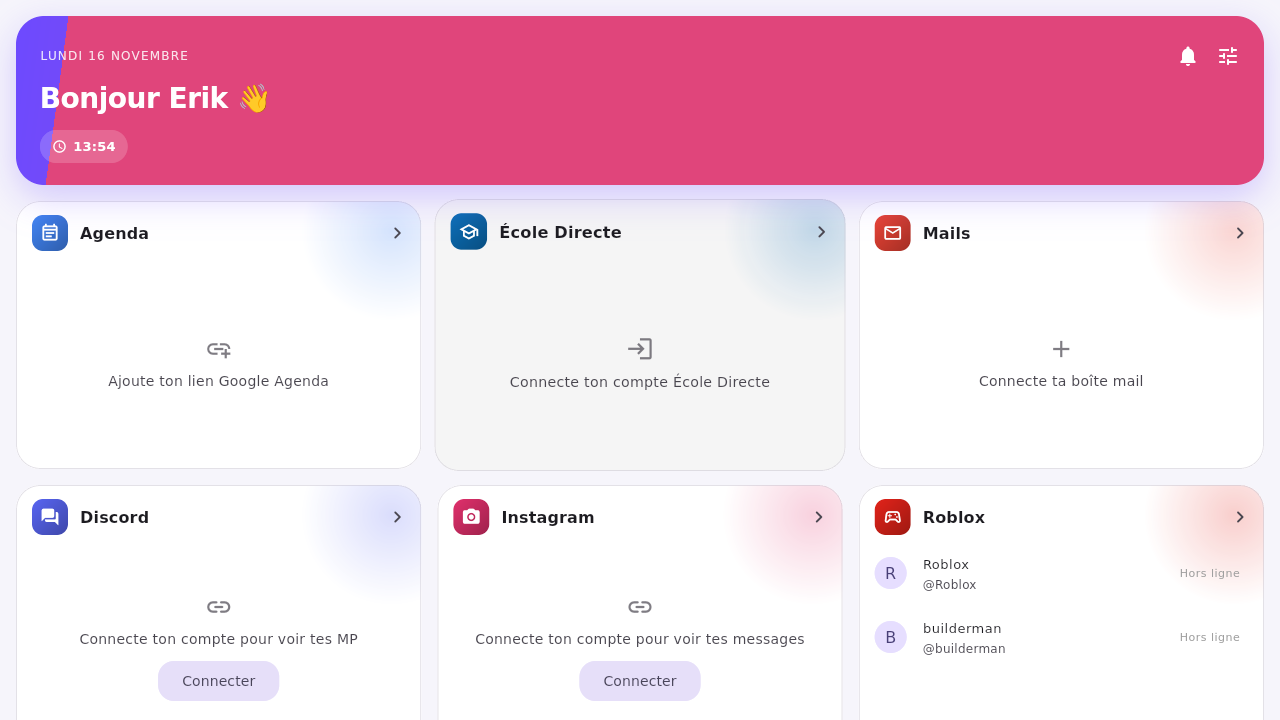 LUNDI 16 NOVEMBRE
Bonjour Erik 👋
13:54
Agenda
Ajoute ton lien Google Agenda
École Directe
Connecte ton compte École Directe
Mails
Connecte ta boîte mail
Discord
Connecte ton compte pour voir tes MP
Connecter
Instagram
Connecte ton compte pour voir tes messages
Connecter
Roblox
R
Roblox
@Roblox
Hors ligne
B
builderman
@builderman
Hors ligne